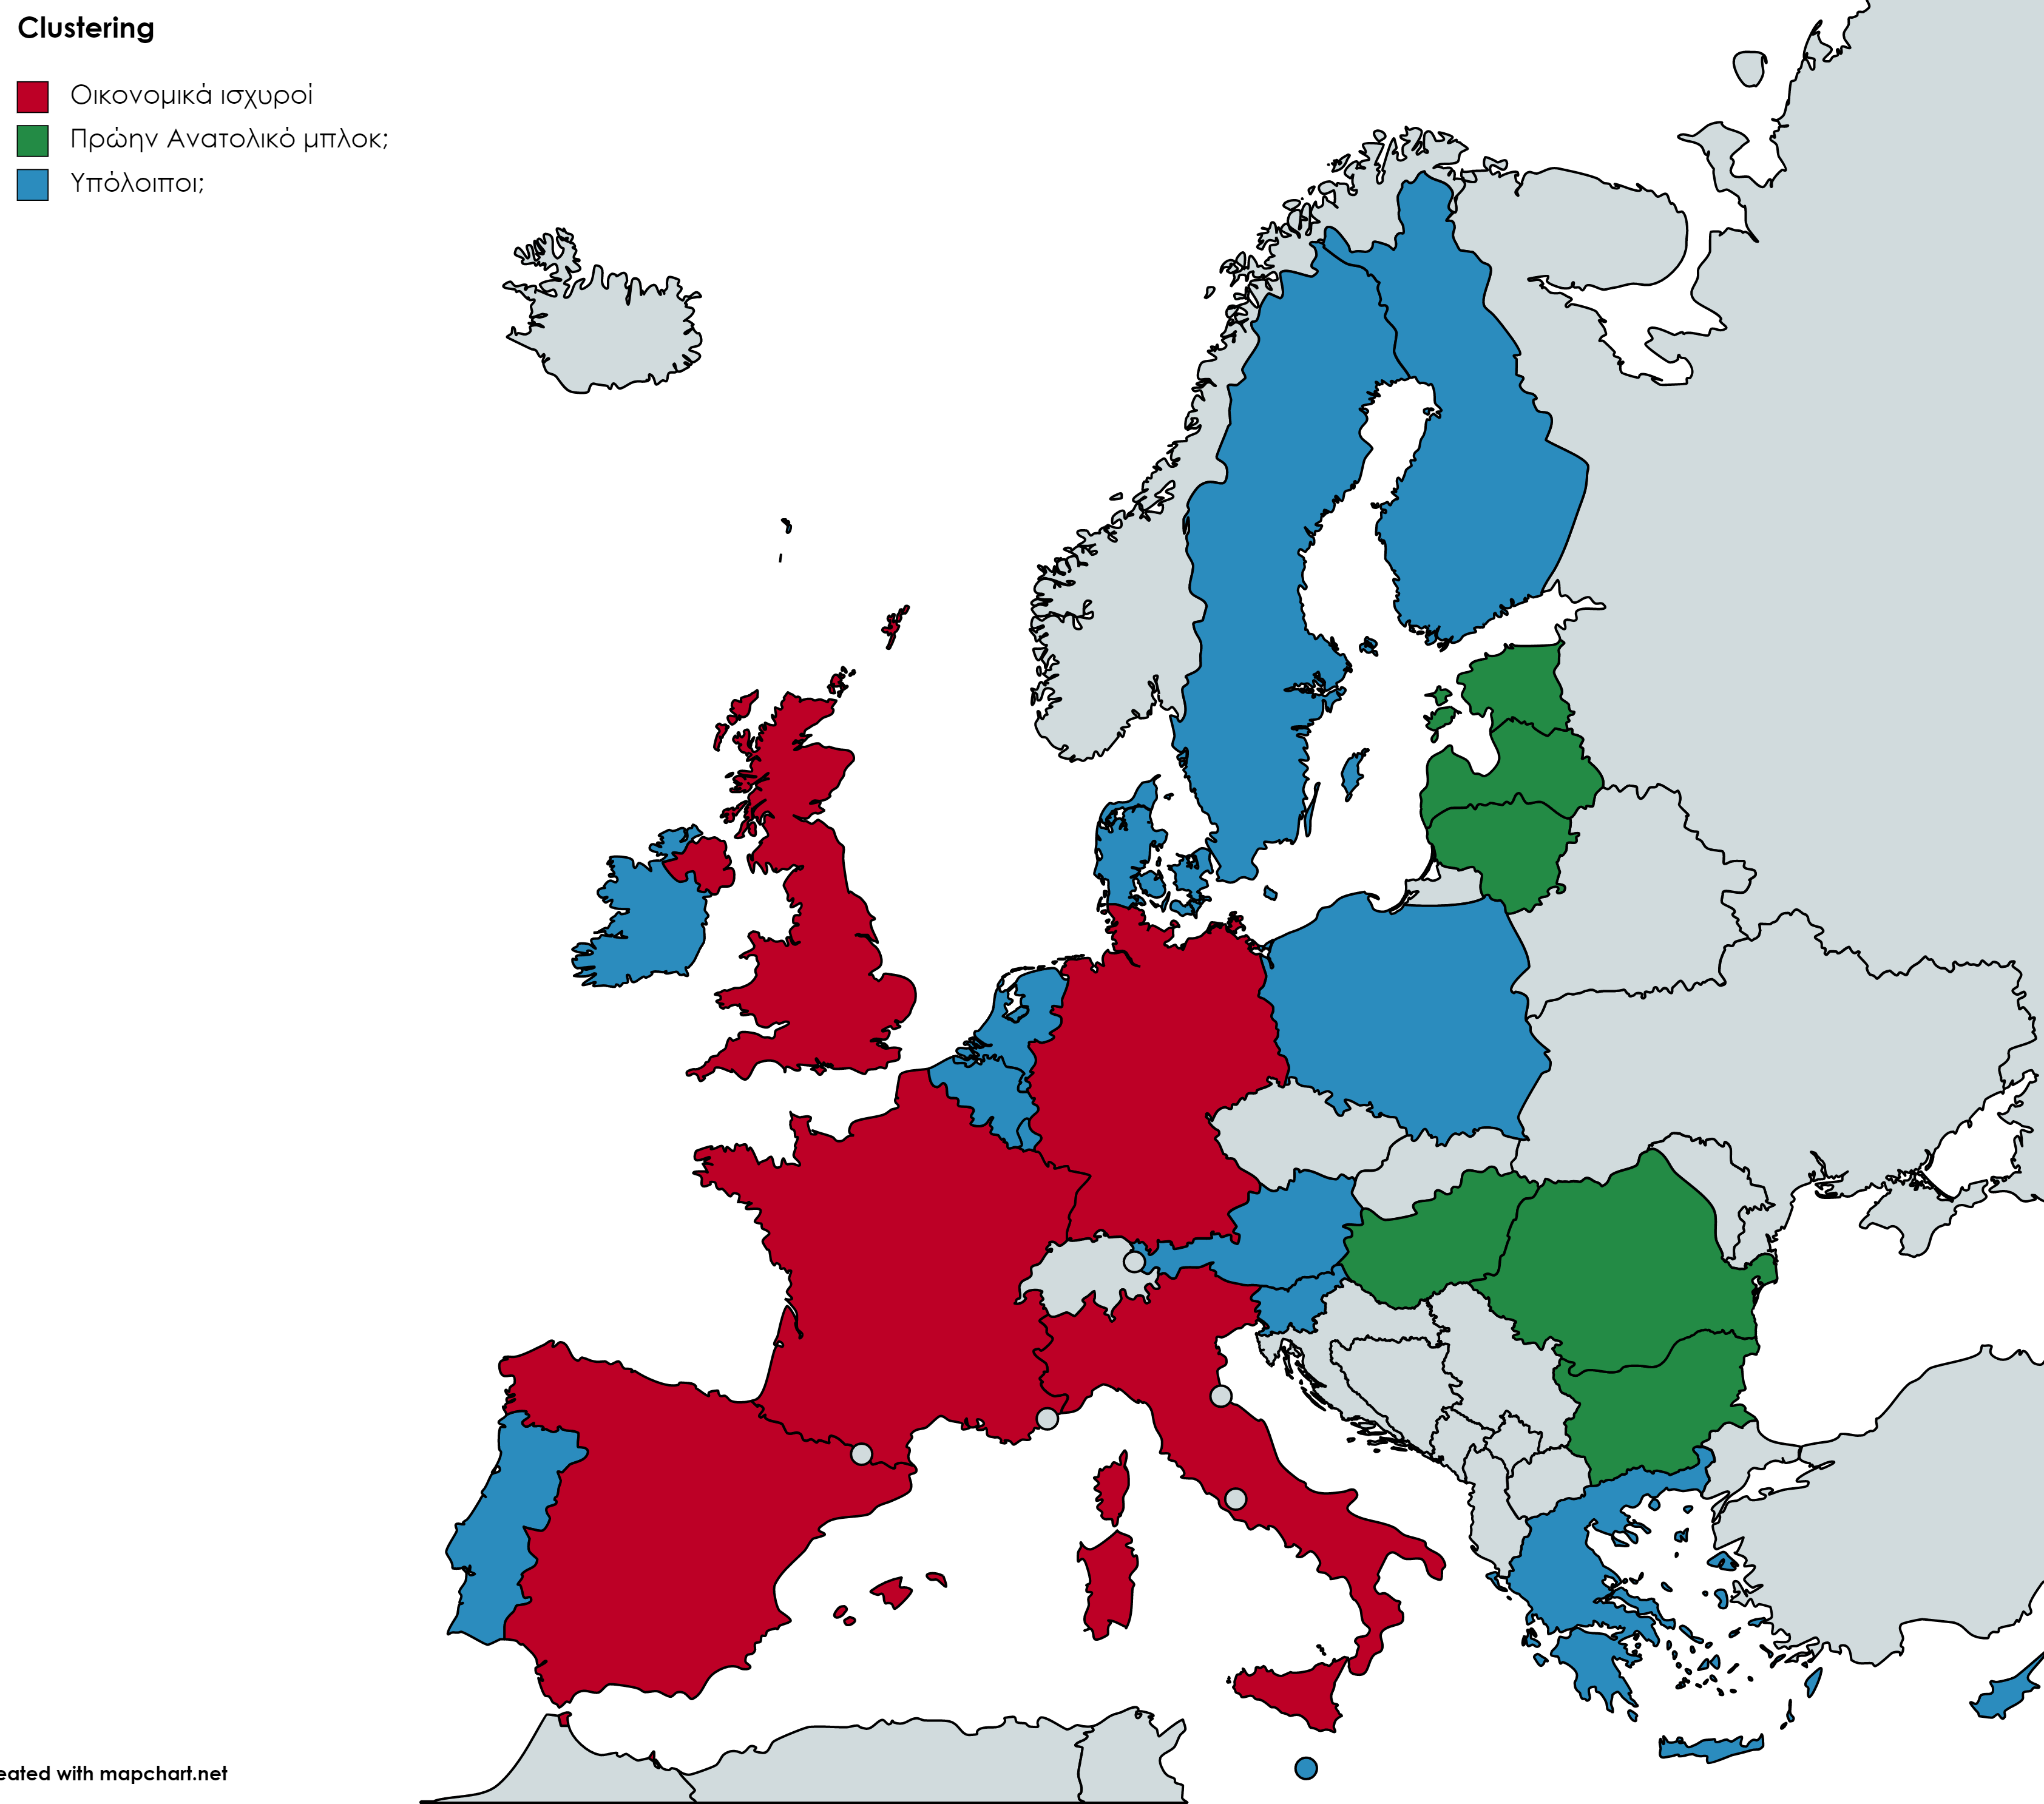 Clustering
Οικονομικά ισχυροί
Πρώην Ανατολικό μπλοκ;
Υπόλοιποι;
eated with mapchart.net